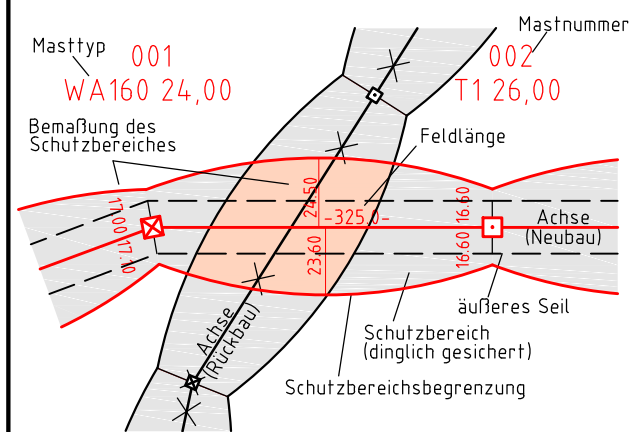 Mastnummer
Masttyp
001
002
WA160 24,00
T1 26,00
Bemaßung des
Schutzbereiches
Feldlänge
17.00
17.10
24.50
23.60
-325,0-
16.60
16.60
Achse
(Neubau)
äußeres Seil
Achse
(Rückbau)
Schutzbereich
(dinglich gesichert)
Schutzbereichsbegrenzung